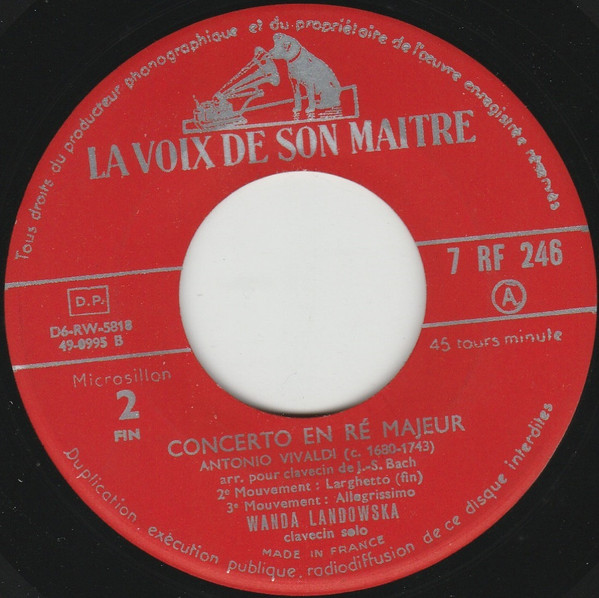 Tous droits du producteur phonographique et du propriétaire de l'œuvre enregistrée réservés
LA VOIX DE SON MAITRE
7 RF 246
A
45 tours minute
D.P.
D6-RW-5818
49-0995 B
Microsillon
2
FIN
CONCERTO EN RÉ MAJEUR
ANTONIO VIVALDI (c. 1680-1743)
arr. pour clavecin de J.-S. Bach
2e Mouvement : Larghetto (fin)
3e Mouvement : Allegrissimo
WANDA LANDOWSKA
clavecin solo
MADE IN FRANCE
Duplication, exécution publique, radiodiffusion de ce disque interdites